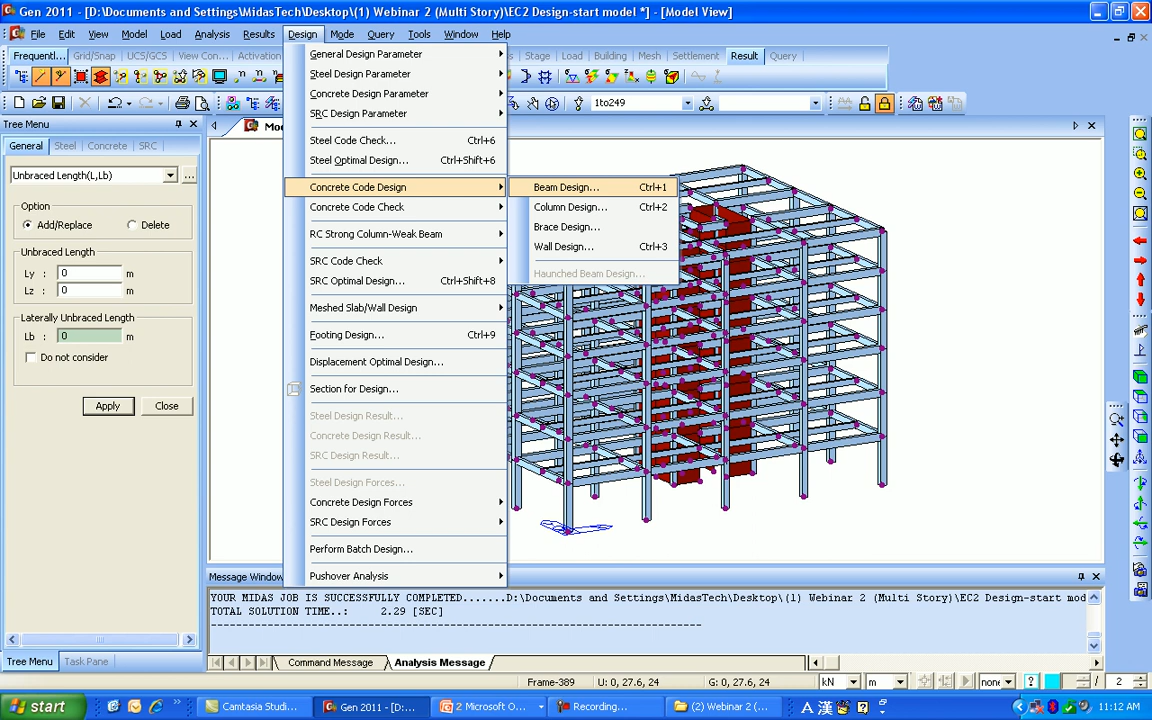 Gen 2011 - [D:\Documents and Settings\MidasTech\Desktop\(1) Webinar 2 (Multi Story)\EC2 Design-start model *] - [Model View]
File Edit View Model Load Analysis Results Design Mode Query Tools Window Help
Frequentl... Grid/Snap UCS/GCS View Con... Activation Stage Load Building Mesh Settlement Result Query
1to249
Tree Menu
General Steel Concrete SRC
Unbraced Length(L,Lb)
...
Option
Add/Replace Delete
Unbraced Length
Ly : 0 m
Lz : 0 m
Laterally Unbraced Length
Lb : 0 m
Do not consider
Apply Close
Tree Menu Task Pane
General Design Parameter
Steel Design Parameter
Concrete Design Parameter
SRC Design Parameter
Steel Code Check... Ctrl+6
Steel Optimal Design... Ctrl+Shift+6
Concrete Code Design
Concrete Code Check
RC Strong Column-Weak Beam
SRC Code Check
SRC Optimal Design... Ctrl+Shift+8
Meshed Slab/Wall Design
Footing Design... Ctrl+9
Displacement Optimal Design...
Section for Design...
Steel Design Result...
Concrete Design Result...
SRC Design Result...
Steel Design Forces...
Concrete Design Forces
SRC Design Forces
Perform Batch Design...
Pushover Analysis
Beam Design... Ctrl+1
Column Design... Ctrl+2
Brace Design...
Wall Design... Ctrl+3
Haunched Beam Design...
Message Window
YOUR MIDAS JOB IS SUCCESSFULLY COMPLETED.......D:\Documents and Settings\MidasTech\Desktop\(1) Webinar 2 (Multi Story)\EC2 Design-start mod
TOTAL SOLUTION TIME..: 2.29 [SEC]
Command Message Analysis Message
Frame-389 U: 0, 27.6, 24 G: 0, 27.6, 24 kN m none / 2
start Camtasia Studi... Gen 2011 - [D:... 2 Microsoft O... Recording... Webinar 2 (... A 漢 11:12 AM